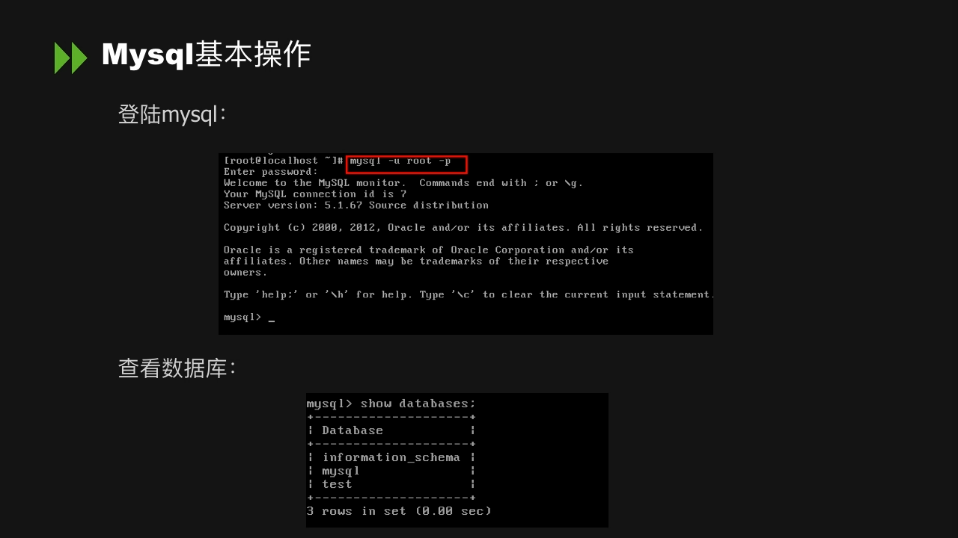 Mysql基本操作
登陆mysql：
[root@localhost ~]# mysql -u root -p
Enter password:
Welcome to the MySQL monitor.  Commands end with ; or \g.
Your MySQL connection id is 7
Server version: 5.1.67 Source distribution
Copyright (c) 2000, 2012, Oracle and/or its affiliates. All rights reserved.
Oracle is a registered trademark of Oracle Corporation and/or its
affiliates. Other names may be trademarks of their respective
owners.
Type 'help;' or '\h' for help. Type '\c' to clear the current input statement.
mysql> _
查看数据库：
mysql> show databases;
+--------------------+
| Database           |
+--------------------+
| information_schema |
| mysql              |
| test               |
+--------------------+
3 rows in set (0.00 sec)